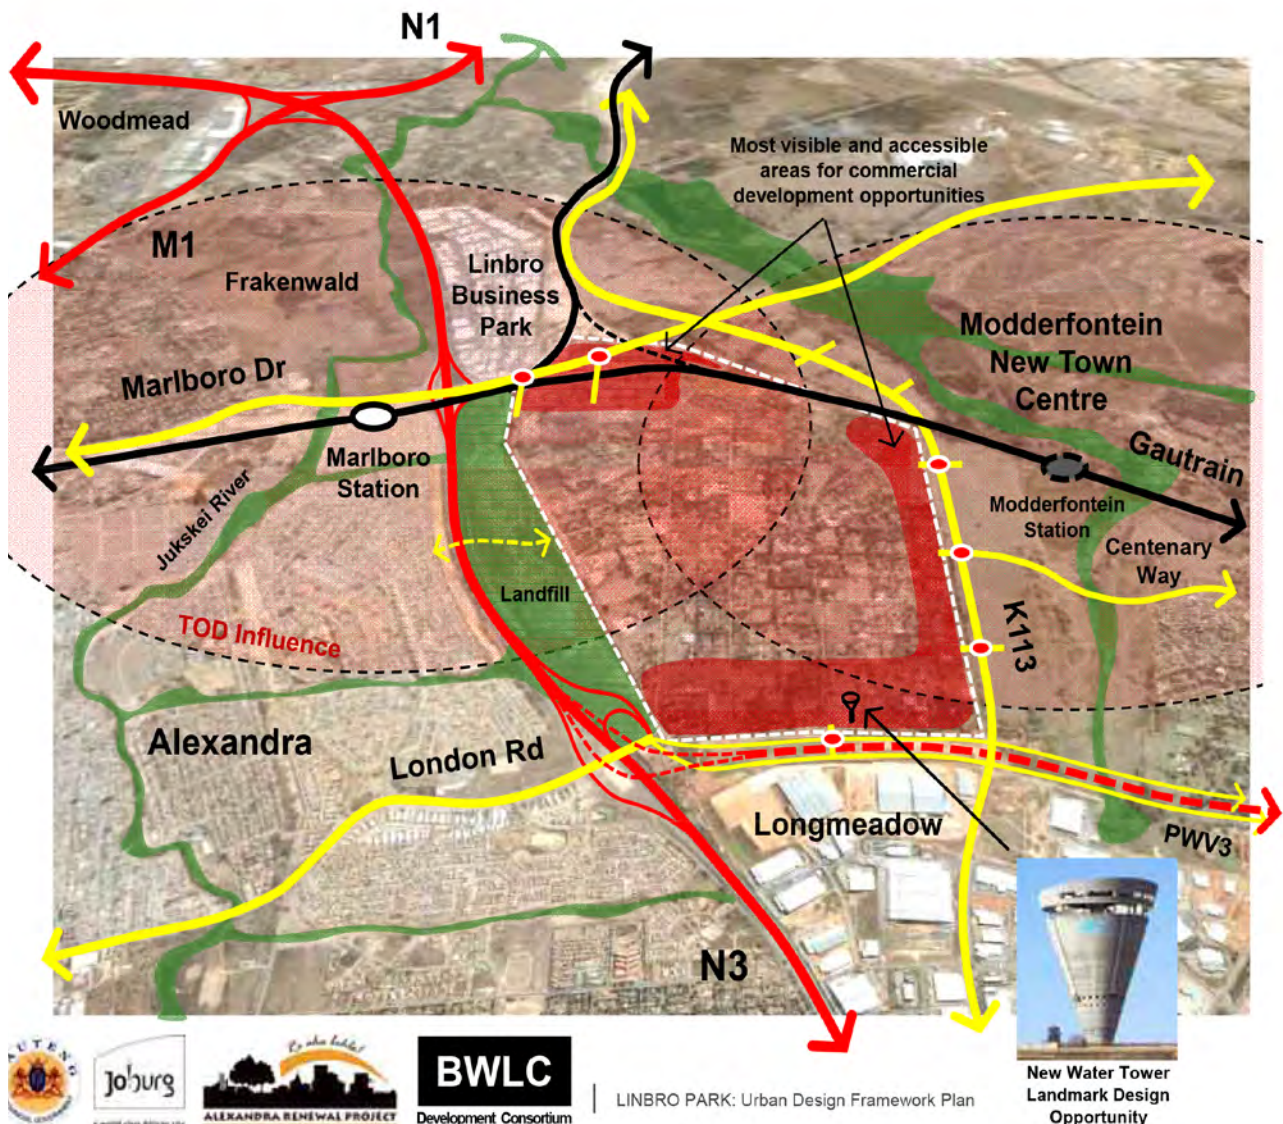 N1
Woodmead
Most visible and accessible
areas for commercial
development opportunities
M1
Frakenwald
Linbro
Business
Park
Modderfontein
New Town
Centre
Marlboro Dr
Gautrain
Marlboro
Station
Modderfontein
Station
Jukskei River
Centenary
Way
Landfill
TOD Influence
K113
Alexandra
London Rd
Longmeadow
PWV3
N3
New Water Tower
Landmark Design
Opportunity
AUTENG
Jo'burg
ALEXANDRA RENEWAL PROJECT
BWLC
Development Consortium
LINBRO PARK: Urban Design Framework Plan